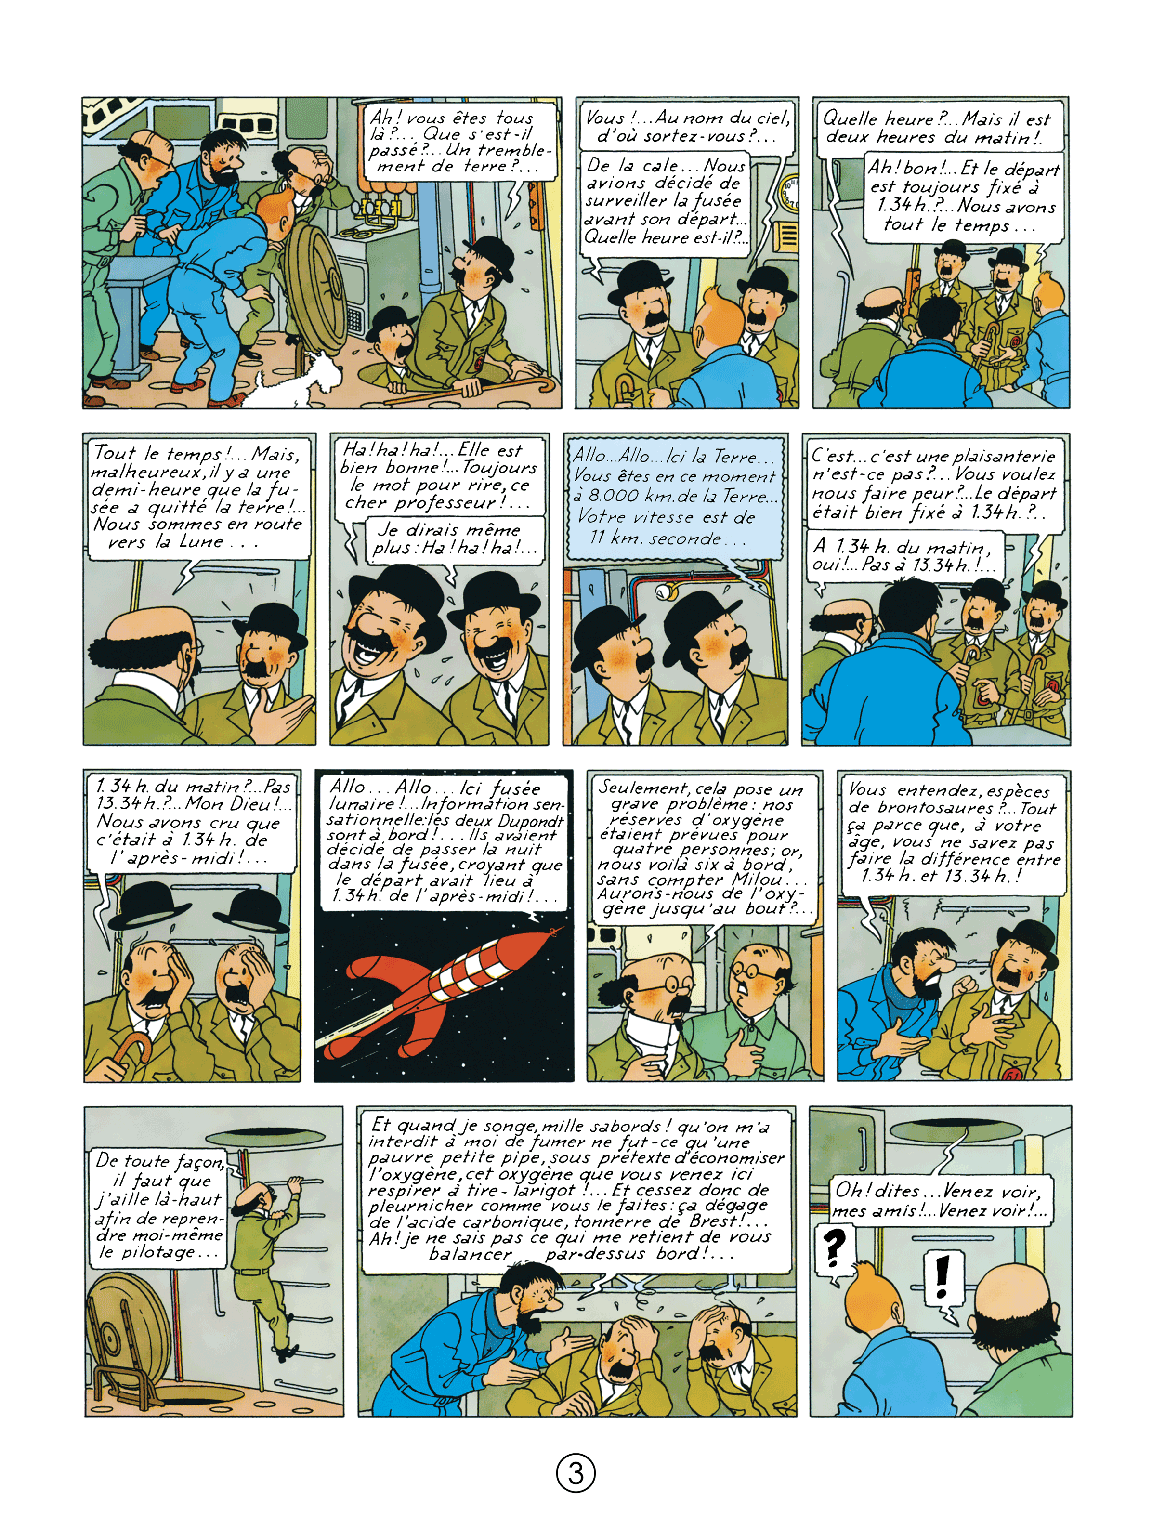 Ah! vous êtes tous
là?... Que s'est-il
passé?.. Un tremble-
ment de terre?...
Vous!... Au nom du ciel,
d'où sortez-vous?...
De la cale... Nous
avions décidé de
surveiller la fusée
avant son départ...
Quelle heure est-il?..
Quelle heure?... Mais il est
deux heures du matin!.
Ah! bon!... Et le départ
est toujours fixé à
1.34 h.?... Nous avons
tout le temps...
Tout le temps!... Mais,
malheureux, il y a une
demi-heure que la fu-
sée a quitté la terre!...
Nous sommes en route
vers la Lune...
Ha! ha! ha!... Elle est
bien bonne!... Toujours
le mot pour rire, ce
cher professeur!...
Je dirais même
plus: Ha! ha! ha!...
Allo... Allo... Ici la Terre...
Vous êtes en ce moment
à 8.000 km. de la Terre...
Votre vitesse est de
11 km. seconde...
C'est... c'est une plaisanterie
n'est-ce pas?... Vous voulez
nous faire peur?.. Le départ
était bien fixé à 1.34 h.?..
A 1.34 h. du matin,
oui!... Pas à 13.34 h.!...
1.34 h. du matin?... Pas
13.34 h.?... Mon Dieu!...
Nous avons cru que
c'était à 1.34 h. de
l'après-midi!...
Allo... Allo... Ici fusée
lunaire!... Information sen-
sationnelle: les deux Dupondt
sont à bord!... Ils avaient
décidé de passer la nuit
dans la fusée, croyant que
le départ avait lieu à
1.34 h. de l'après-midi!...
Seulement, cela pose un
grave problème: nos
réserves d'oxygène
étaient prévues pour
quatre personnes; or,
nous voilà six à bord,
sans compter Milou...
Aurons-nous de l'oxy-
gène jusqu'au bout?...
Vous entendez, espèces
de brontosaures?... Tout
ça parce que, à votre
âge, vous ne savez pas
faire la différence entre
1.34 h. et 13.34 h.!
De toute façon,
il faut que
j'aille là-haut
afin de repren-
dre moi-même
le pilotage...
Et quand je songe, mille sabords! qu'on m'a
interdit à moi de fumer ne fut-ce qu'une
pauvre petite pipe, sous prétexte d'économiser
l'oxygène, cet oxygène que vous venez ici
respirer à tire-larigot!... Et cessez donc de
pleurnicher comme vous le faites: ça dégage
de l'acide carbonique, tonnerre de Brest!...
Ah! je ne sais pas ce qui me retient de vous
balancer par-dessus bord!...
Oh! dites... Venez voir,
mes amis!... Venez voir!...
?
!
3